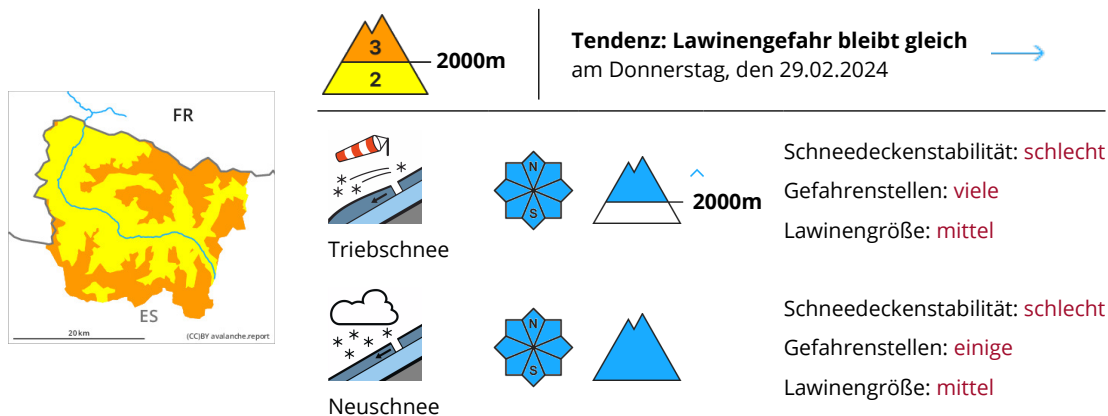 3
2
2000m
Tendenz: Lawinengefahr bleibt gleich
am Donnerstag, den 29.02.2024
FR
ES
20 km
(CC)BY avalanche.report
N
S
2000m
Triebschnee
Schneedeckenstabilität: schlecht
Gefahrenstellen: viele
Lawinengröße: mittel
N
S
Neuschnee
Schneedeckenstabilität: schlecht
Gefahrenstellen: einige
Lawinengröße: mittel